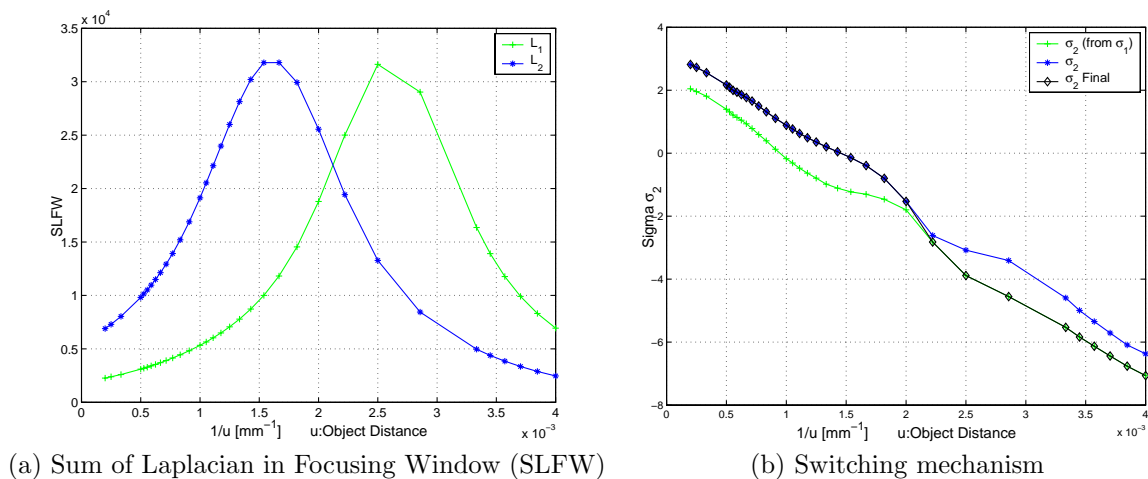 x 10⁴
3.5
3
2.5
2
1.5
1
0.5
0
SLFW
L₁
L₂
0 0.5 1 1.5 2 2.5 3 3.5 4
x 10⁻³
1/u [mm⁻¹] u:Object Distance
(a) Sum of Laplacian in Focusing Window (SLFW)
4
2
0
−2
−4
−6
−8
Sigma σ₂
σ₂ (from σ₁)
σ₂
σ₂ Final
0 0.5 1 1.5 2 2.5 3 3.5 4
x 10⁻³
1/u [mm⁻¹] u:Object Distance
(b) Switching mechanism